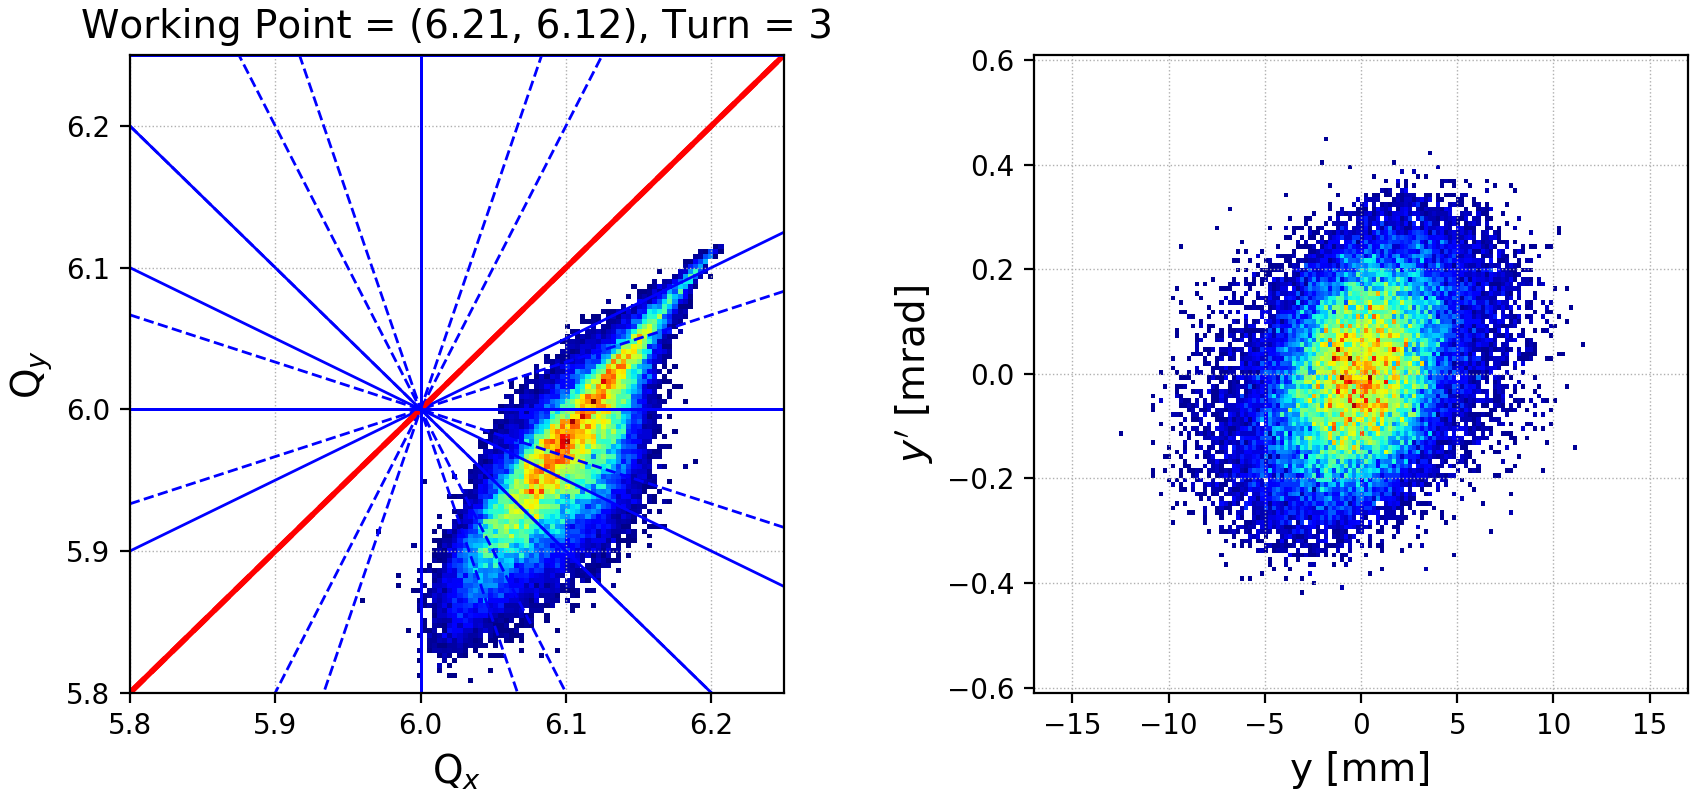 Working Point = (6.21, 6.12), Turn = 3
6.2
6.1
6.0
5.9
5.8
Qy
5.8 5.9 6.0 6.1 6.2
Qx
0.6
0.4
0.2
0.0
−0.2
−0.4
−0.6
y′ [mrad]
−15 −10 −5 0 5 10 15
y [mm]